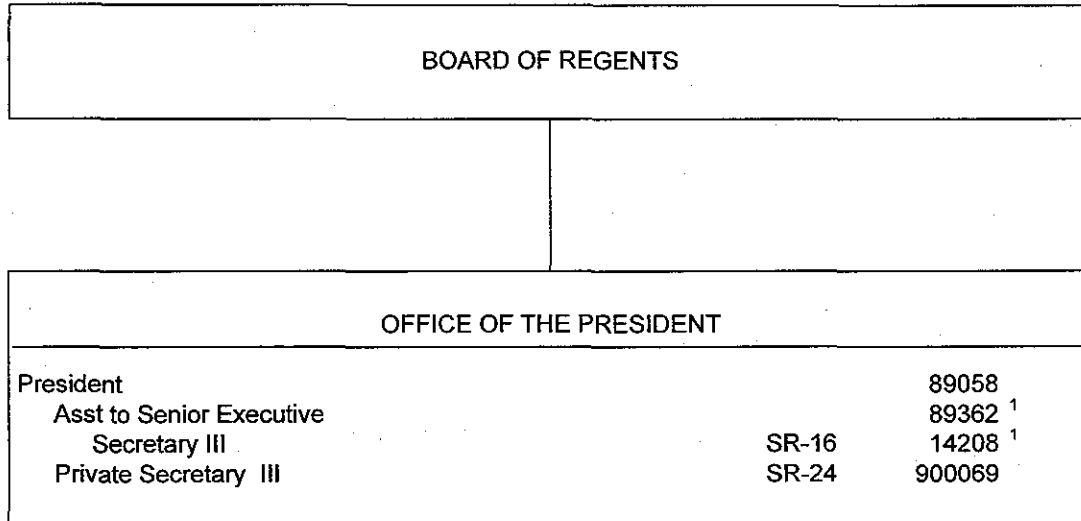 BOARD OF REGENTS
OFFICE OF THE PRESIDENT
President 89058
Asst to Senior Executive 89362 1
Secretary III SR-16 14208 1
Private Secretary III SR-24 900069